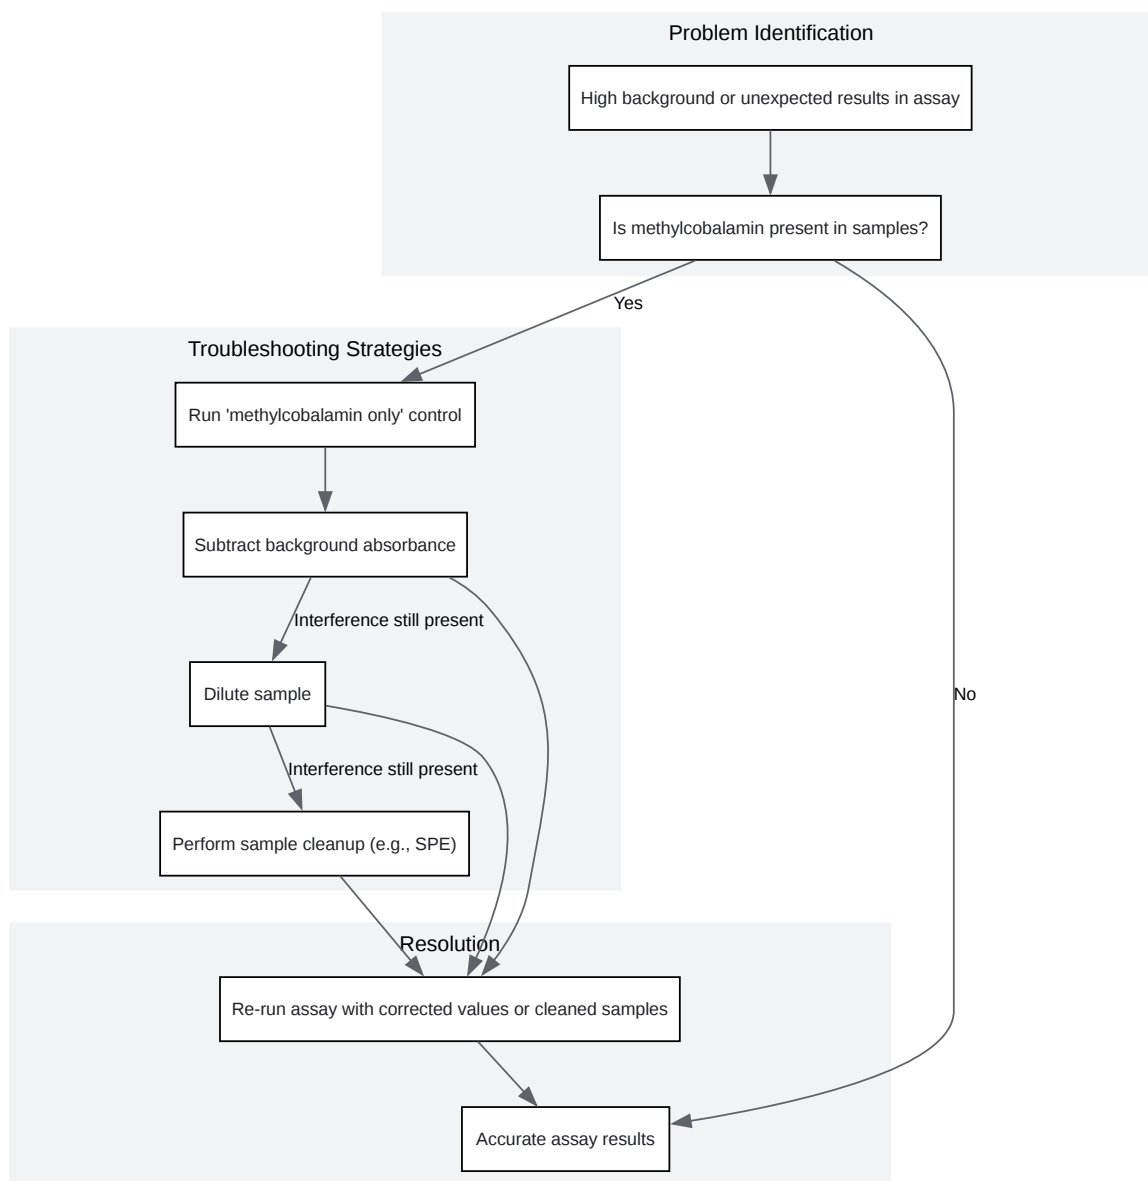 Problem Identification
High background or unexpected results in assay
Is methylcobalamin present in samples?
Yes
Troubleshooting Strategies
Run 'methylcobalamin only' control
Subtract background absorbance
Interference still present
Dilute sample
No
Interference still present
Perform sample cleanup (e.g., SPE)
Resolution
Re-run assay with corrected values or cleaned samples
Accurate assay results